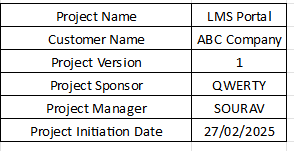 Project Name LMS Portal
Customer Name ABC Company
Project Version 1
Project Sponsor QWERTY
Project Manager SOURAV
Project Initiation Date 27/02/2025